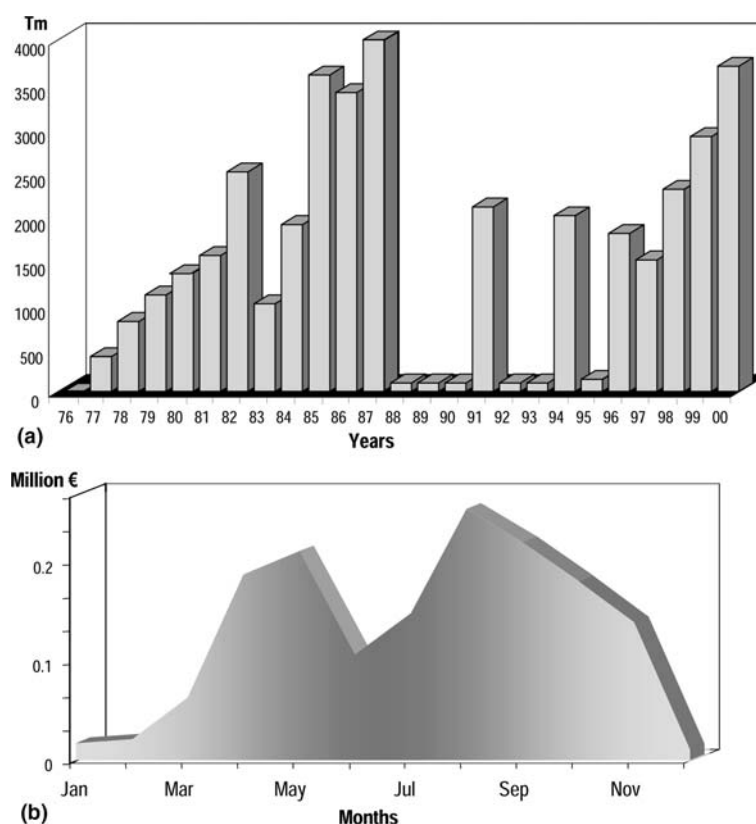 Tm
4000
3500
3000
2500
2000
1500
1000
500
0
76 77 78 79 80 81 82 83 84 85 86 87 88 89 90 91 92 93 94 95 96 97 98 99 00
(a)
Years
Million €
0.2
0.1
0
Jan Mar May Jul Sep Nov
(b)
Months